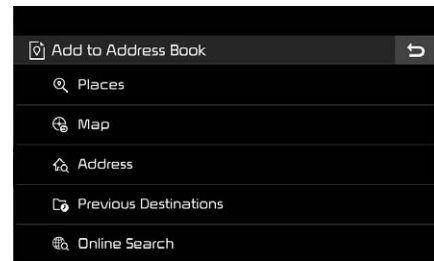 Add to Address Book
Places
Map
Address
Previous Destinations
Online Search